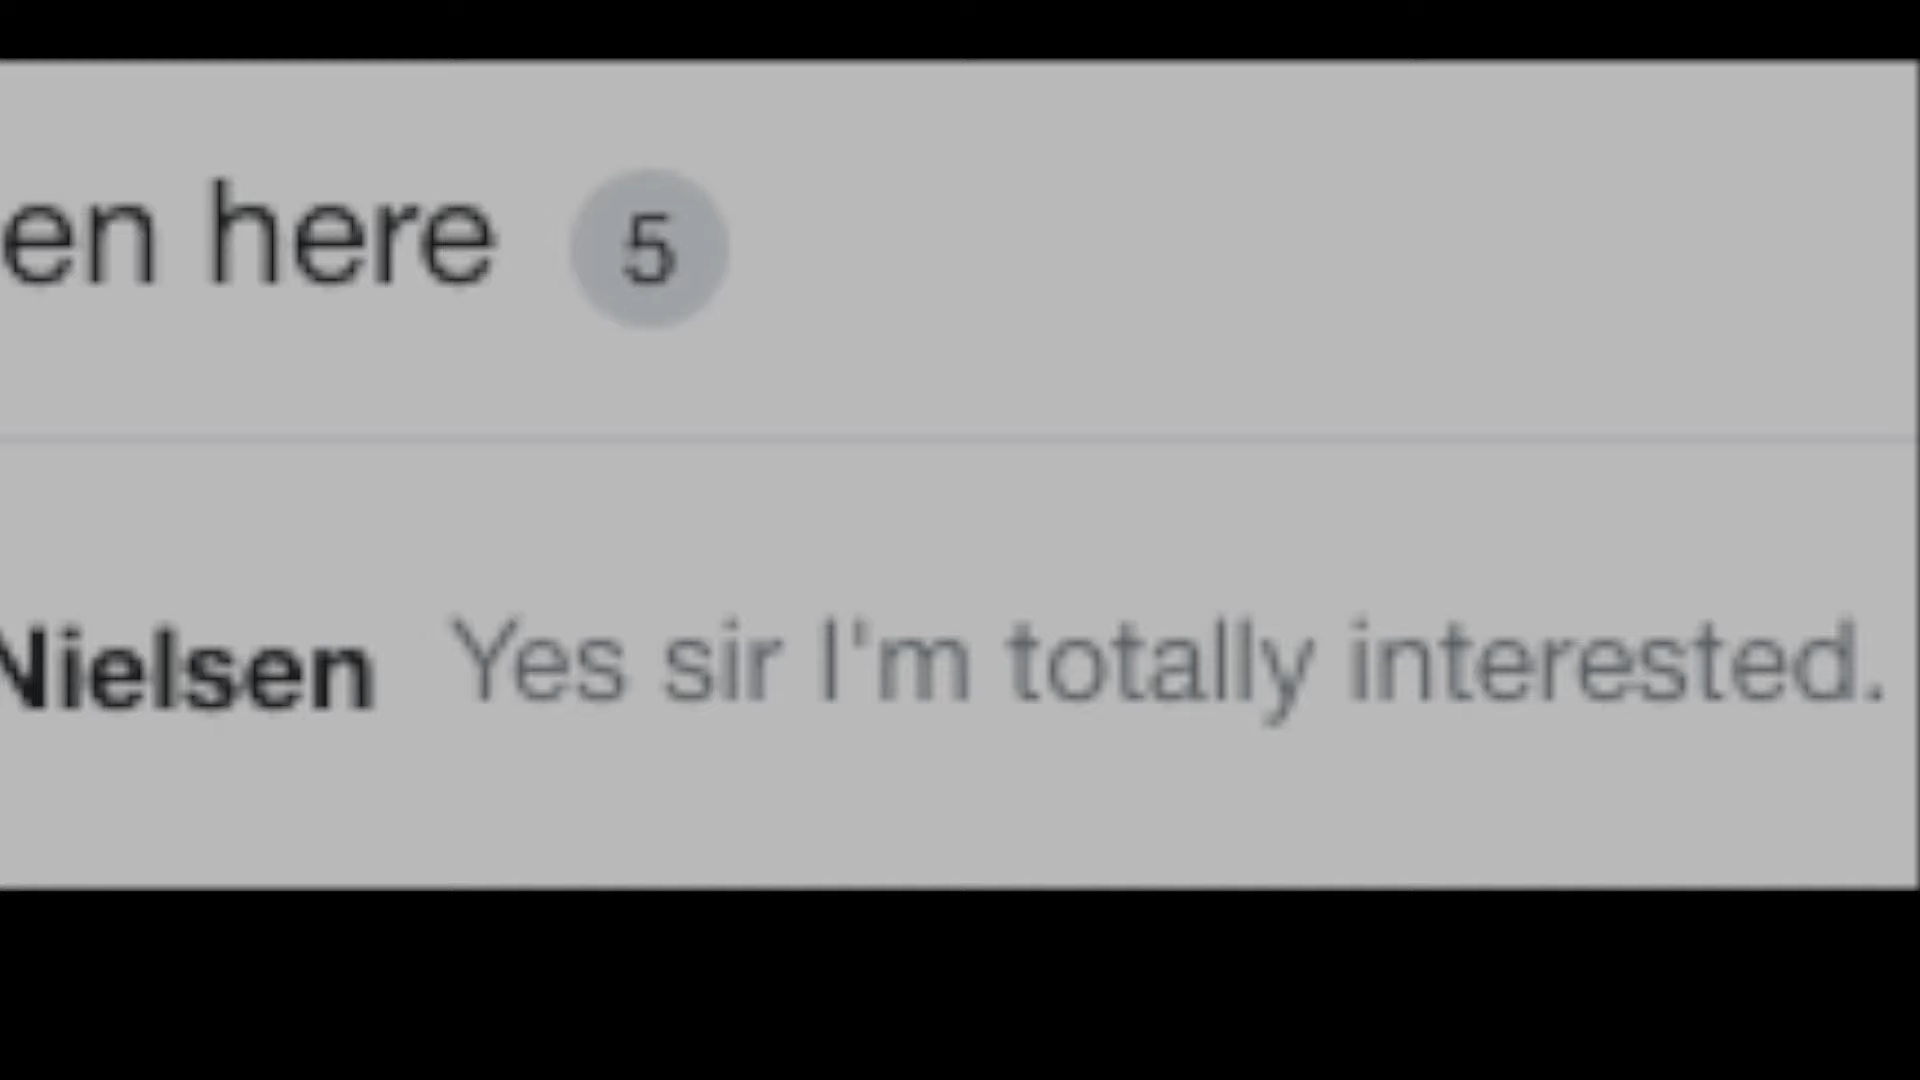 en here 5
Nielsen Yes sir I'm totally interested.